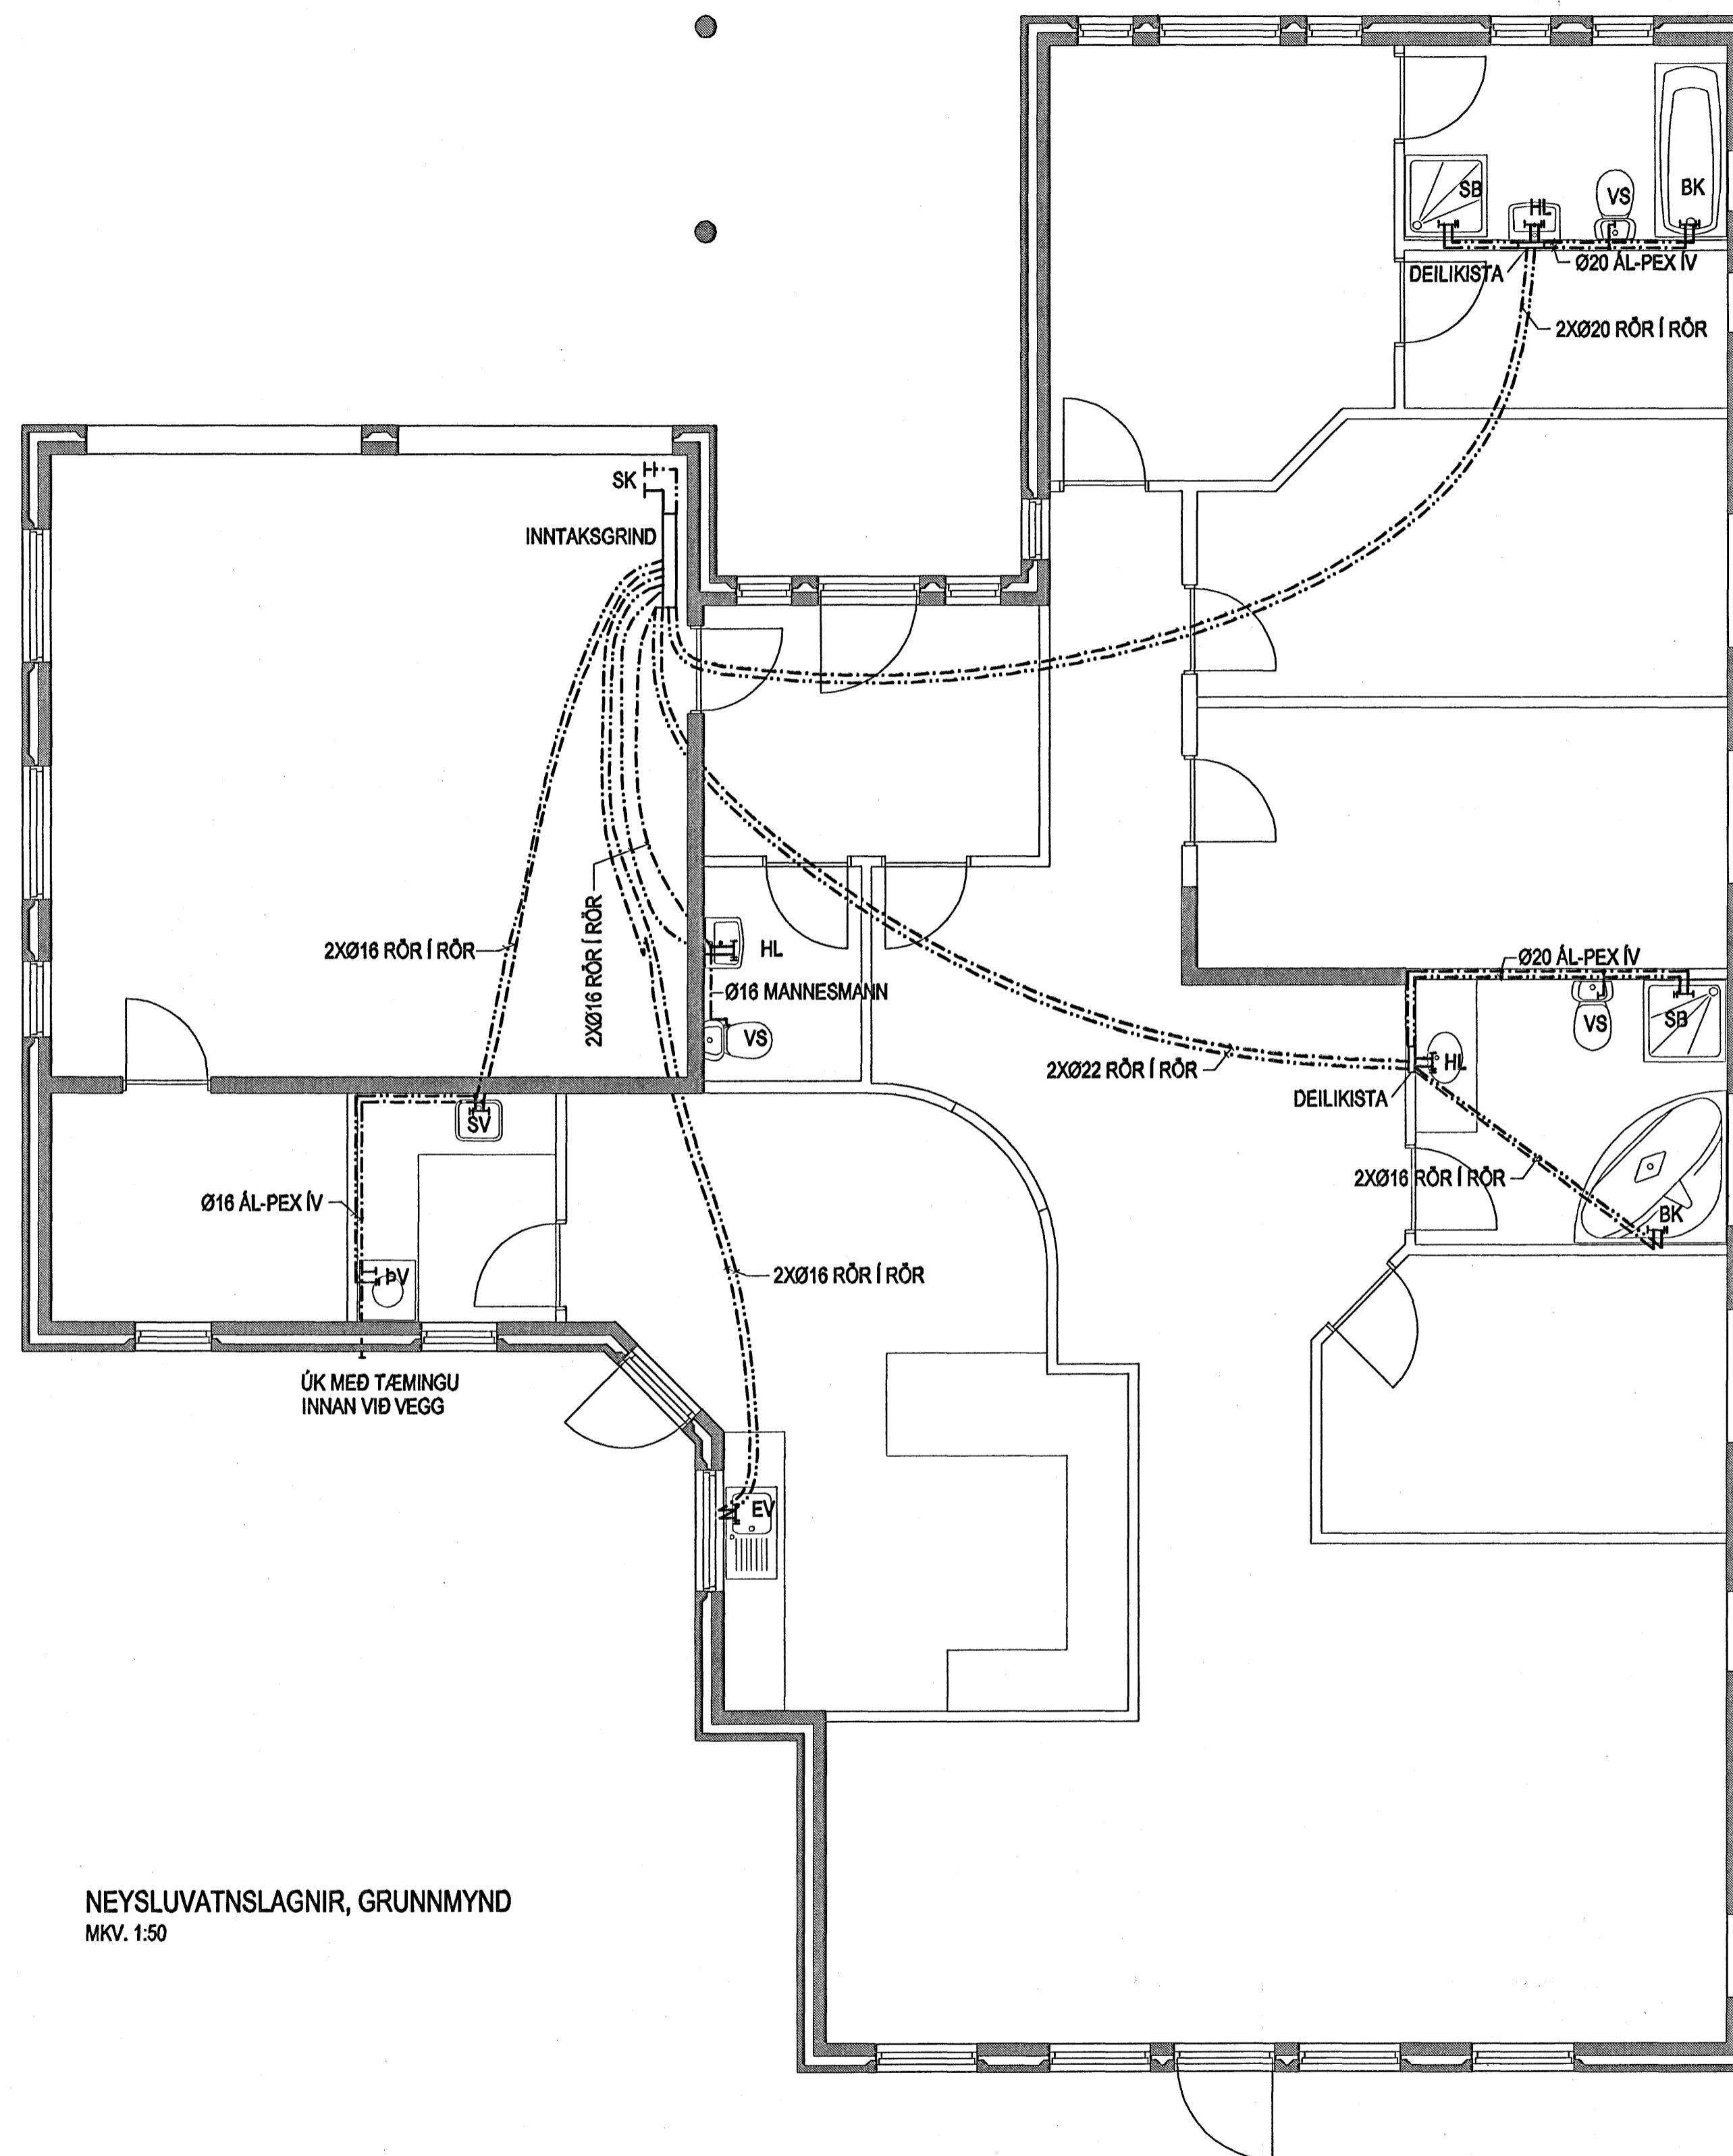 SB
HL
VS
BK
DEILIKISTA
Ø20 ÁL-PEX ÍV
2XØ20 RÖR Í RÖR
SK
INNTAKSGRIND
2XØ16 RÖR Í RÖR
2XØ16 RÖR Í RÖR
HL
Ø16 MANNESMANN
VS
Ø20 ÁL-PEX ÍV
VS
SB
HL
2XØ22 RÖR Í RÖR
DEILIKISTA
2XØ16 RÖR Í RÖR
BK
SV
Ø16 ÁL-PEX ÍV
ÞV
2XØ16 RÖR Í RÖR
ÚK MEÐ TÆMINGU
INNAN VIÐ VEGG
EV
NEYSLUVATNSLAGNIR, GRUNNMYND
MKV. 1:50